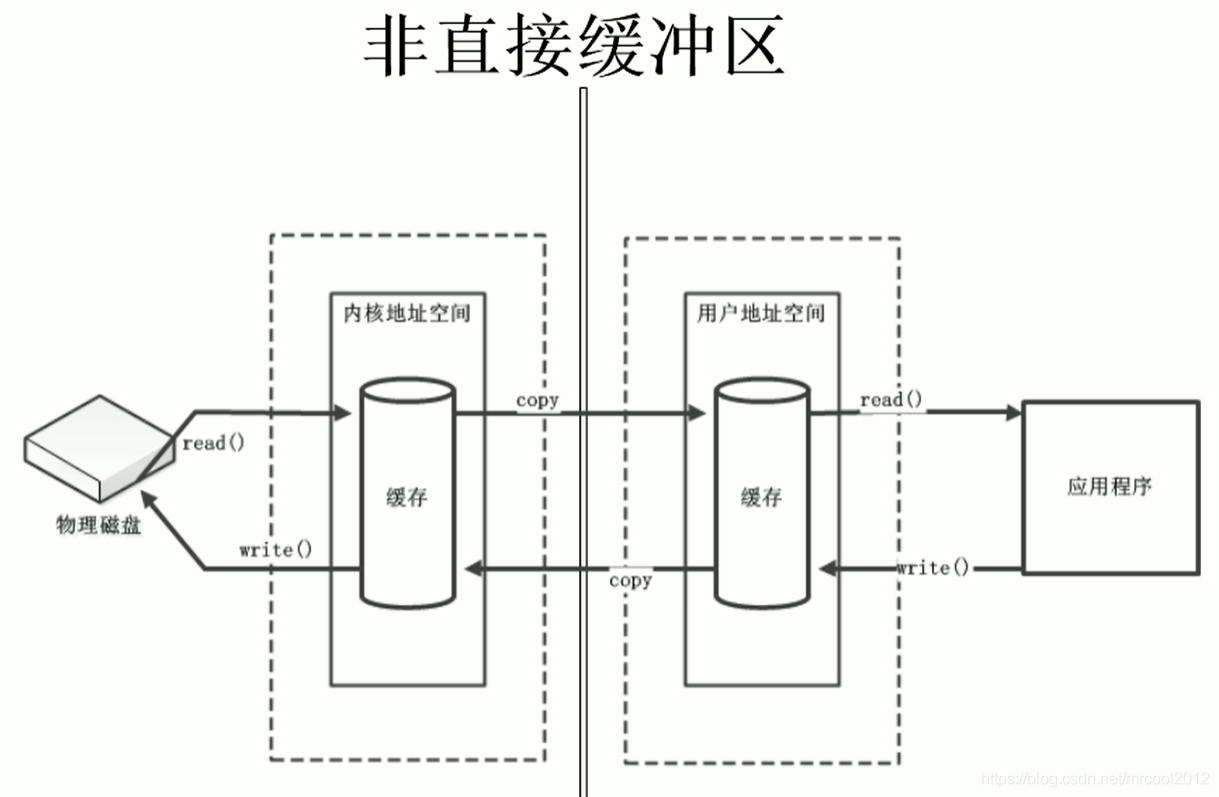 非直接缓冲区
内核地址空间
用户地址空间
copy
read()
read()
缓存
缓存
应用程序
物理磁盘
write()
copy
write()
https://blog.csdn.net/mrcool2012